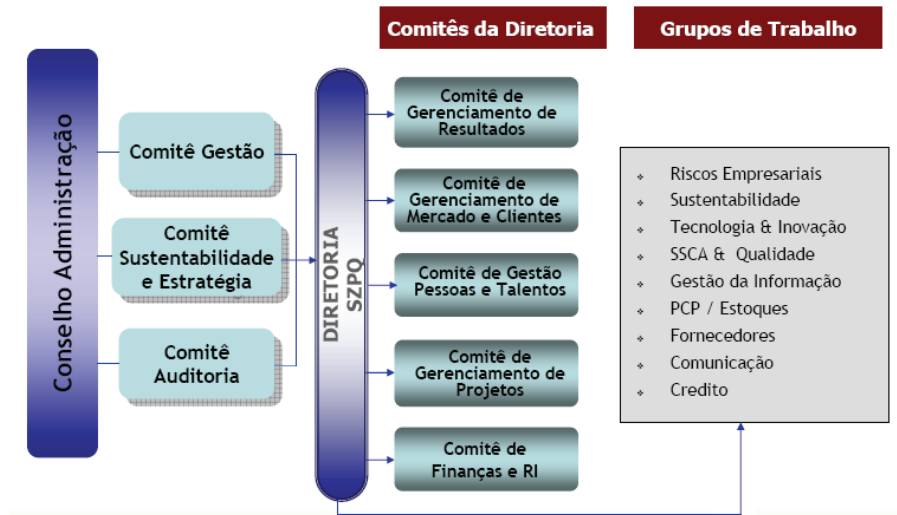 Comitês da Diretoria
Grupos de Trabalho
Conselho Administração
Comitê Gestão
Comitê
Sustentabilidade
e Estratégia
Comitê
Auditoria
DIRETORIA
SZPQ
Comitê de
Gerenciamento de
Resultados
Comitê de
Gerenciamento de
Mercado e Clientes
Comitê de Gestão
Pessoas e Talentos
Comitê de
Gerenciamento de
Projetos
Comitê de
Finanças e RI
Riscos Empresariais
Sustentabilidade
Tecnologia & Inovação
SSCA & Qualidade
Gestão da Informação
PCP / Estoques
Fornecedores
Comunicação
Credito